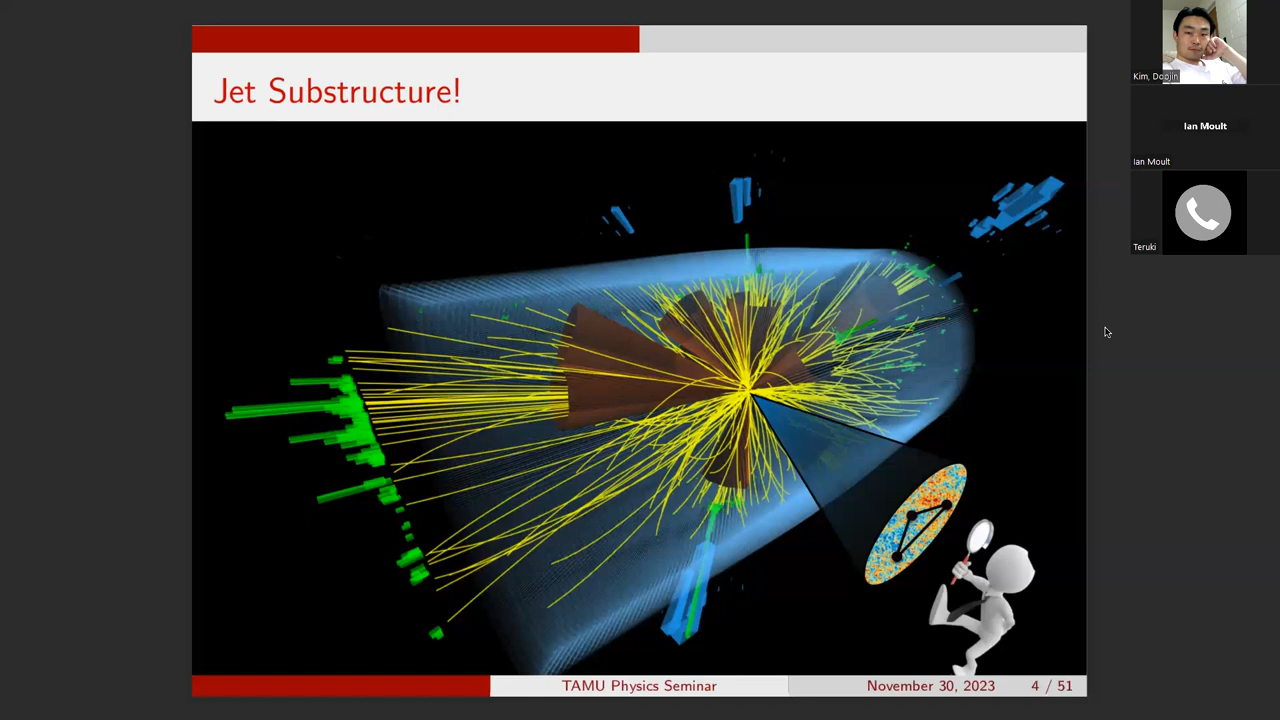 Jet Substructure!
TAMU Physics Seminar
November 30, 2023
4 / 51
Kim, Doojin
Ian Moult
Ian Moult
Teruki